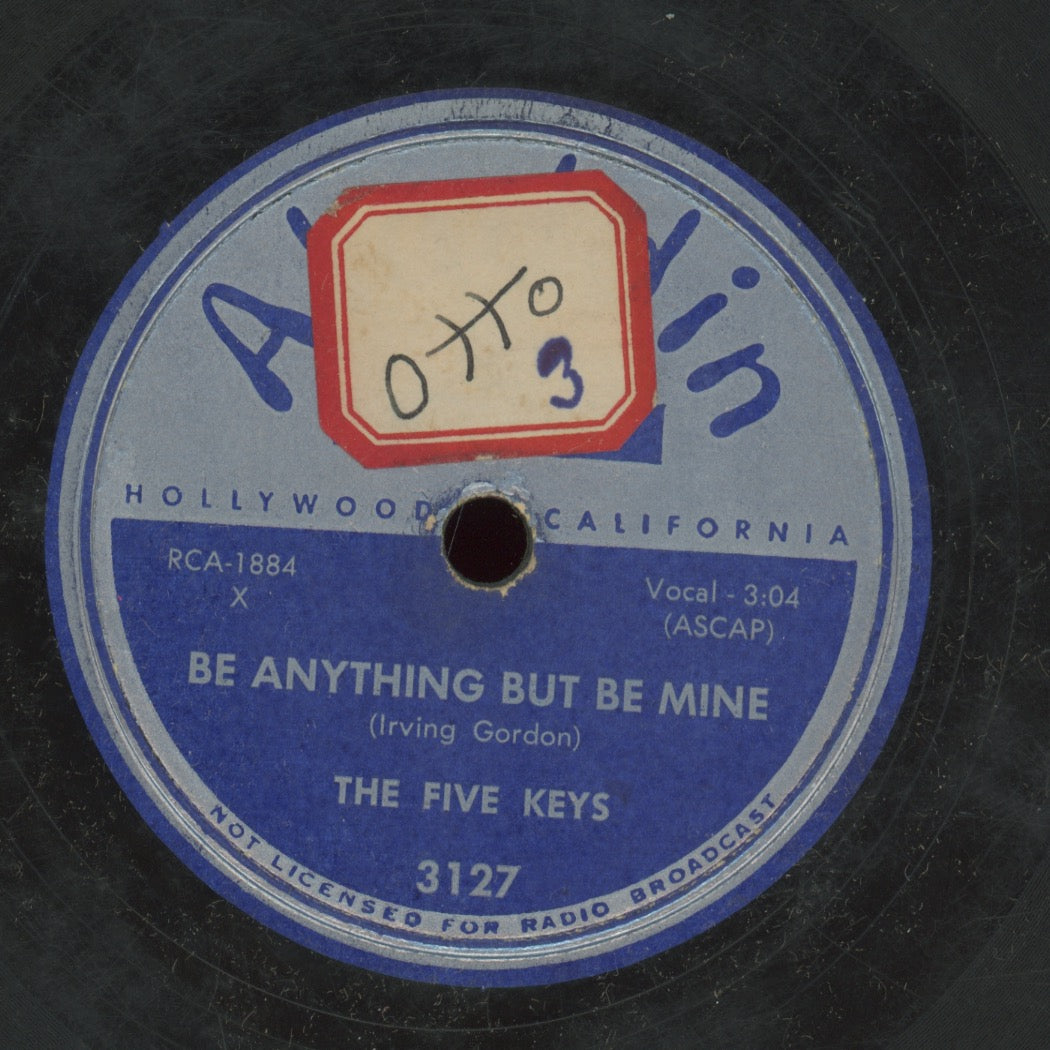 Otto
3
HOLLYWOOD CALIFORNIA
RCA-1884
X
Vocal - 3:04
(ASCAP)
BE ANYTHING BUT BE MINE
(Irving Gordon)
THE FIVE KEYS
3127
NOT LICENSED FOR RADIO BROADCAST